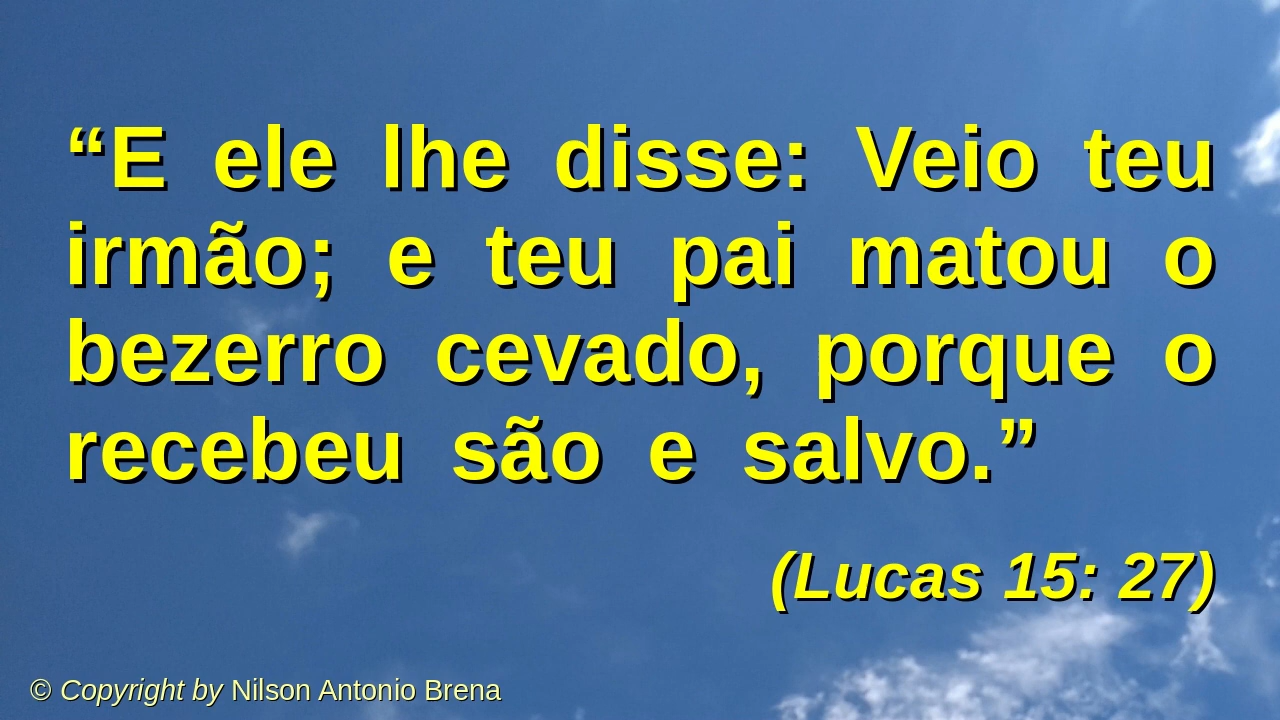 “E ele lhe disse: Veio teu
irmão; e teu pai matou o
bezerro cevado, porque o
recebeu são e salvo.”
(Lucas 15: 27)
© Copyright by Nilson Antonio Brena